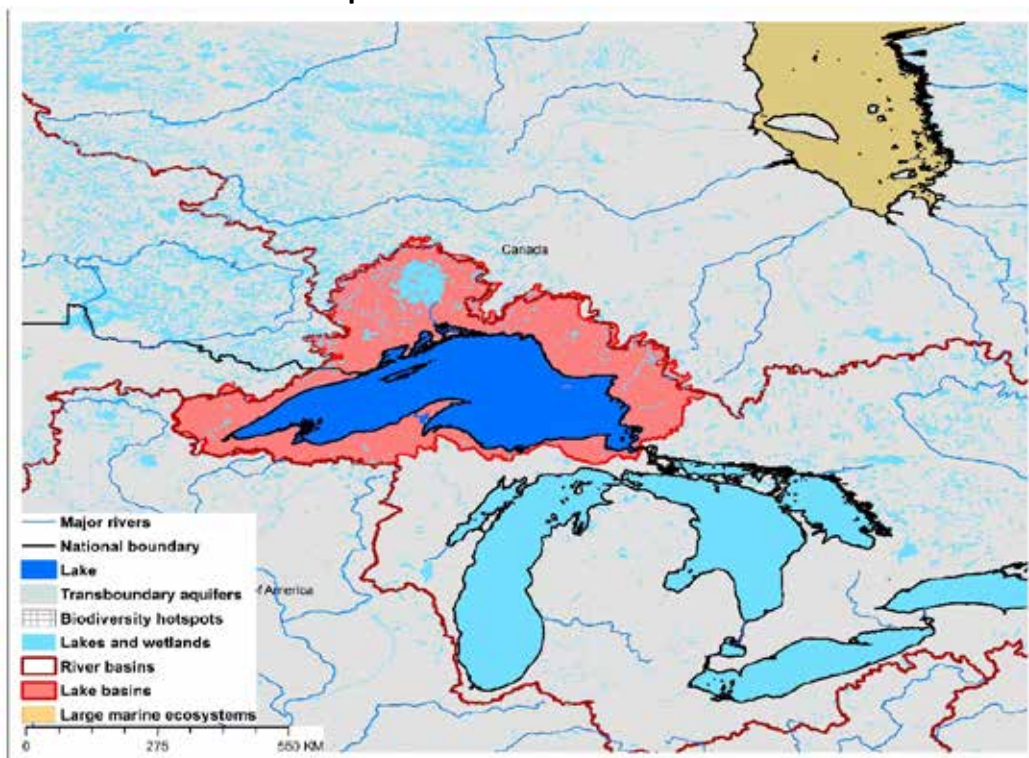 Canada
Major rivers
National boundary
Lake
Transboundary aquifers
of America
Biodiversity hotspots
Lakes and wetlands
River basins
Lake basins
Large marine ecosystems
0 275 550 KM